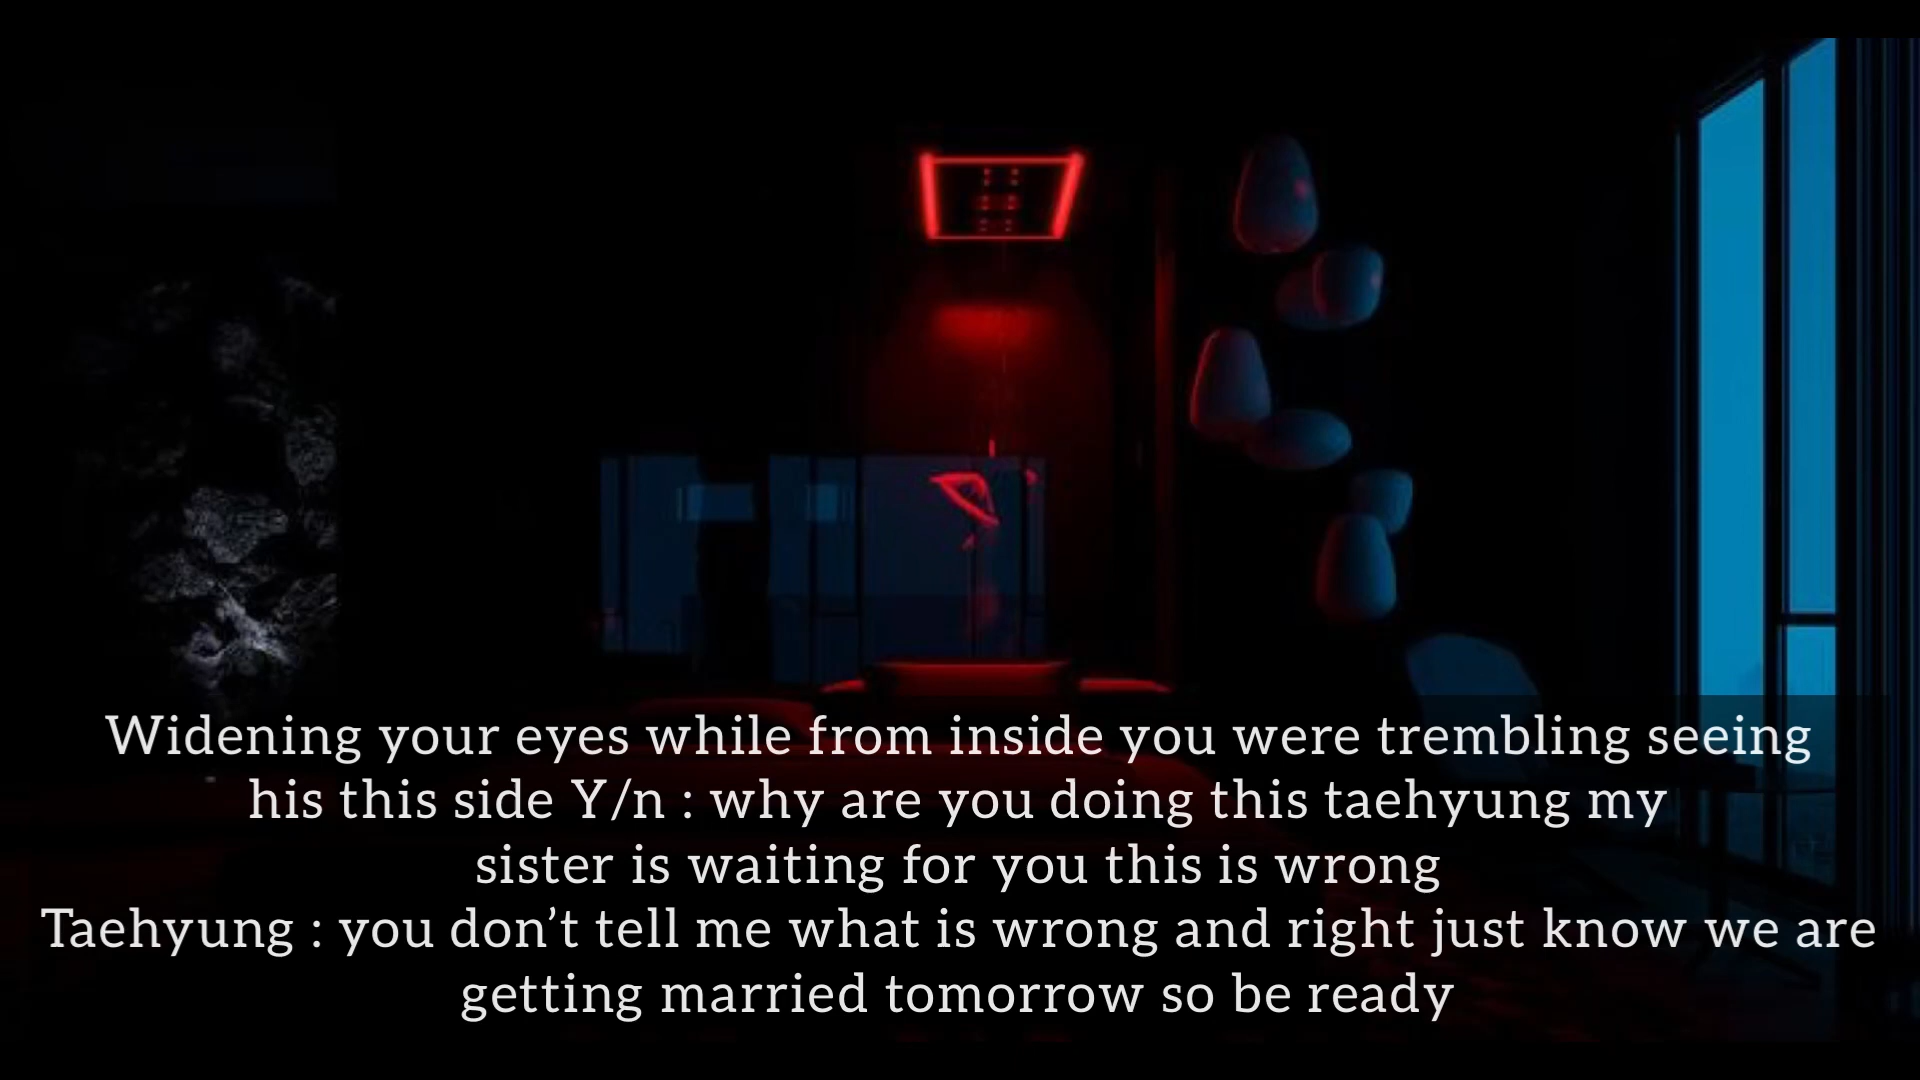 Widening your eyes while from inside you were trembling seeing
his this side Y/n : why are you doing this taehyung my
sister is waiting for you this is wrong
Taehyung : you don’t tell me what is wrong and right just know we are
getting married tomorrow so be ready